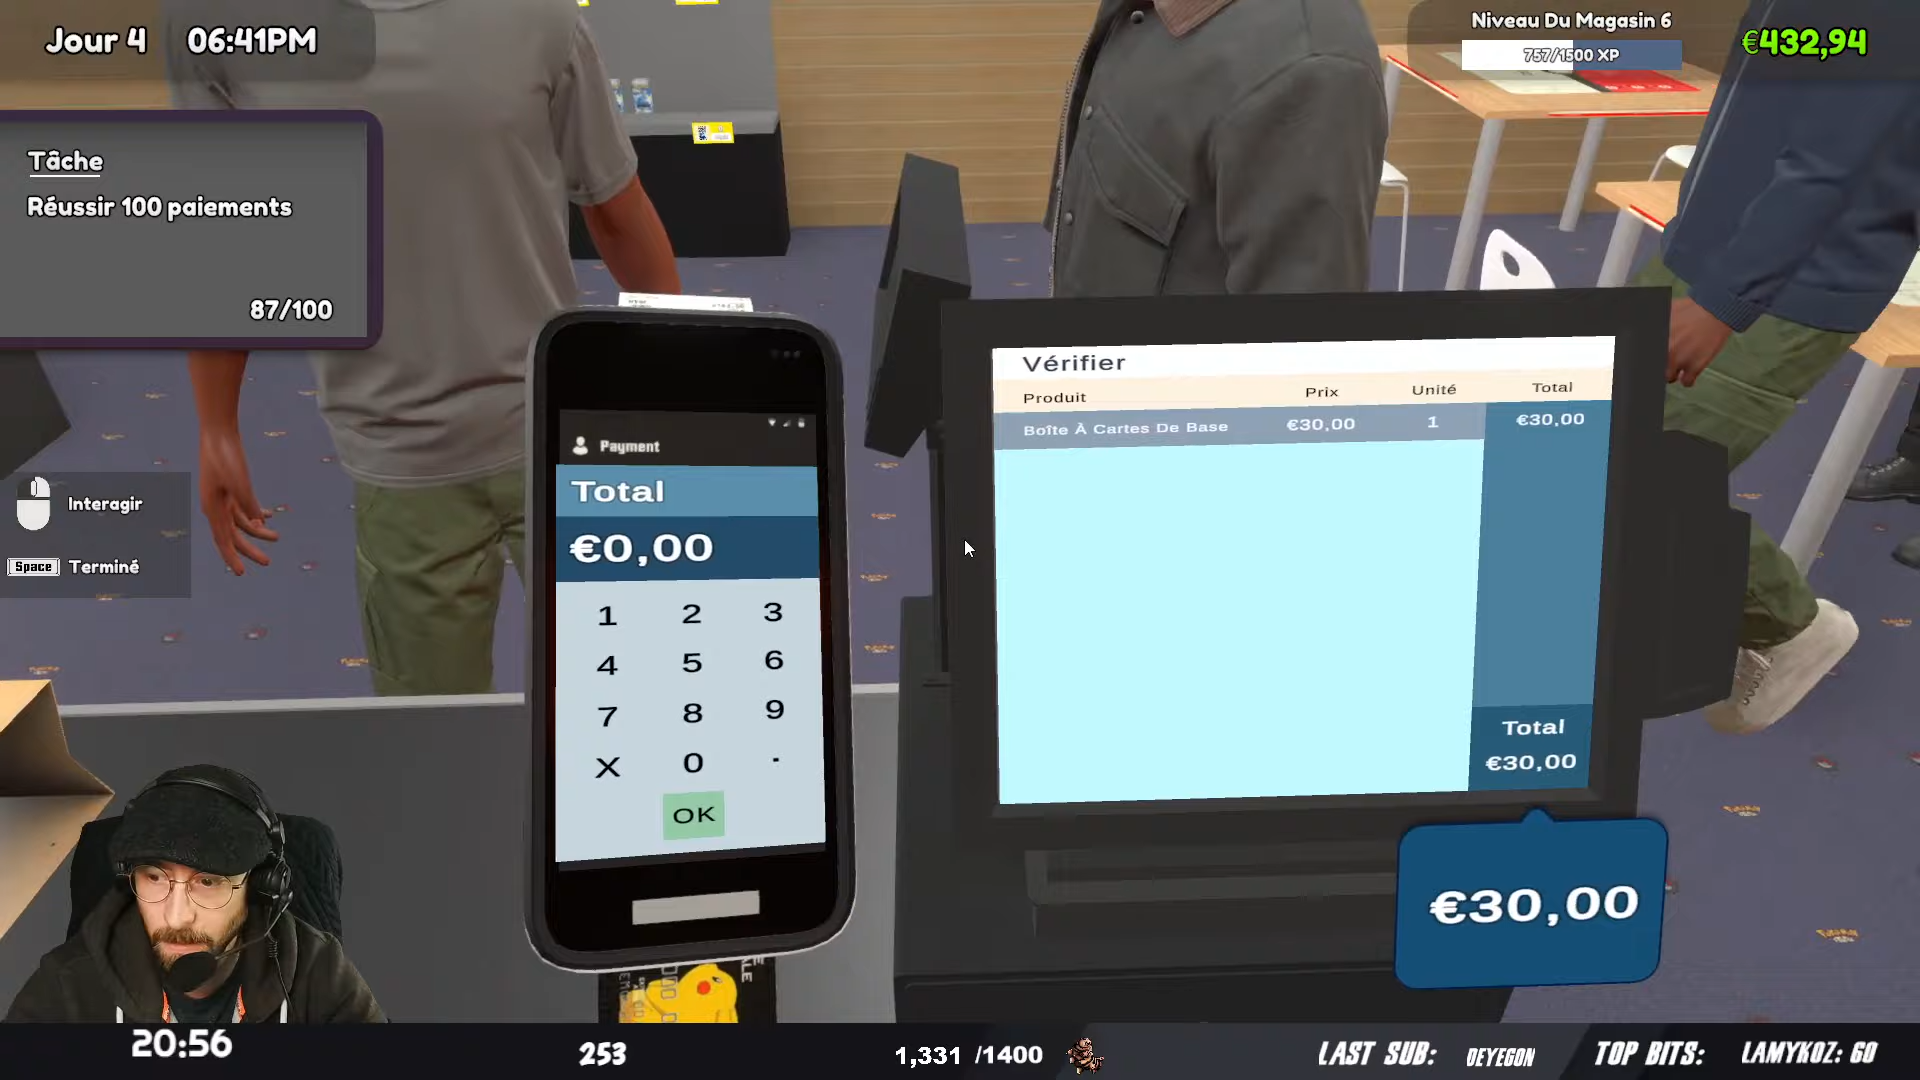 Jour 4 06:41PM
Niveau Du Magasin 6
757/1500 XP
€432,94
Tâche
Réussir 100 paiements
87/100
Interagir
Space Terminé
Payment
Total
€0,00
1 2 3
4 5 6
7 8 9
X 0 .
OK
Vérifier
Produit Prix Unité Total
Boîte À Cartes De Base €30,00 1 €30,00
Total
€30,00
€30,00
20:56 253 1,331 /1400 LAST SUB: DEYEGON TOP BITS: LAMYKOZ: 60